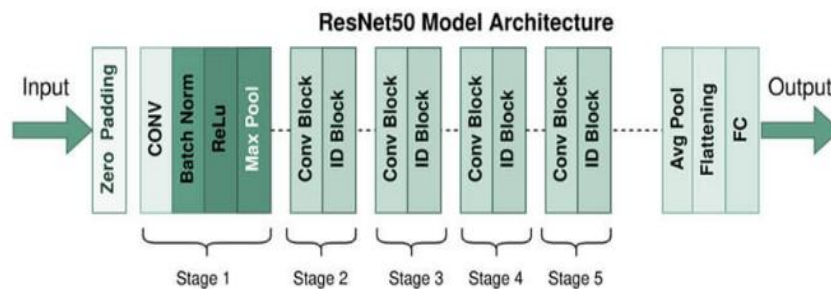 ResNet50 Model Architecture
Input
Zero Padding
CONV
Batch Norm
ReLu
Max Pool
Conv Block
ID Block
Conv Block
ID Block
Conv Block
ID Block
Conv Block
ID Block
Avg Pool
Flattening
FC
Output
Stage 1
Stage 2
Stage 3
Stage 4
Stage 5